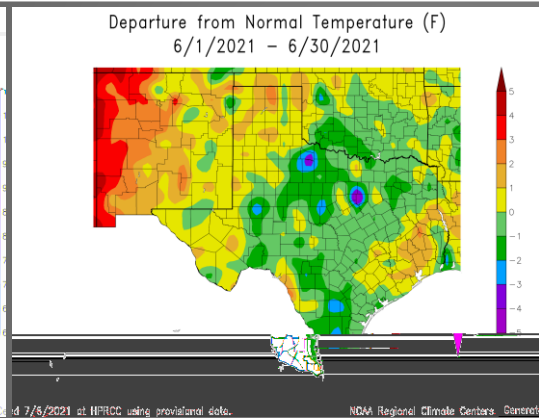 Departure from Normal Temperature (F)
6/1/2021 – 6/30/2021
5
4
3
2
1
0
-1
-2
-3
-4
-5
7/6/2021 at HPRCC using provisional data.
NOAA Regional Climate Centers